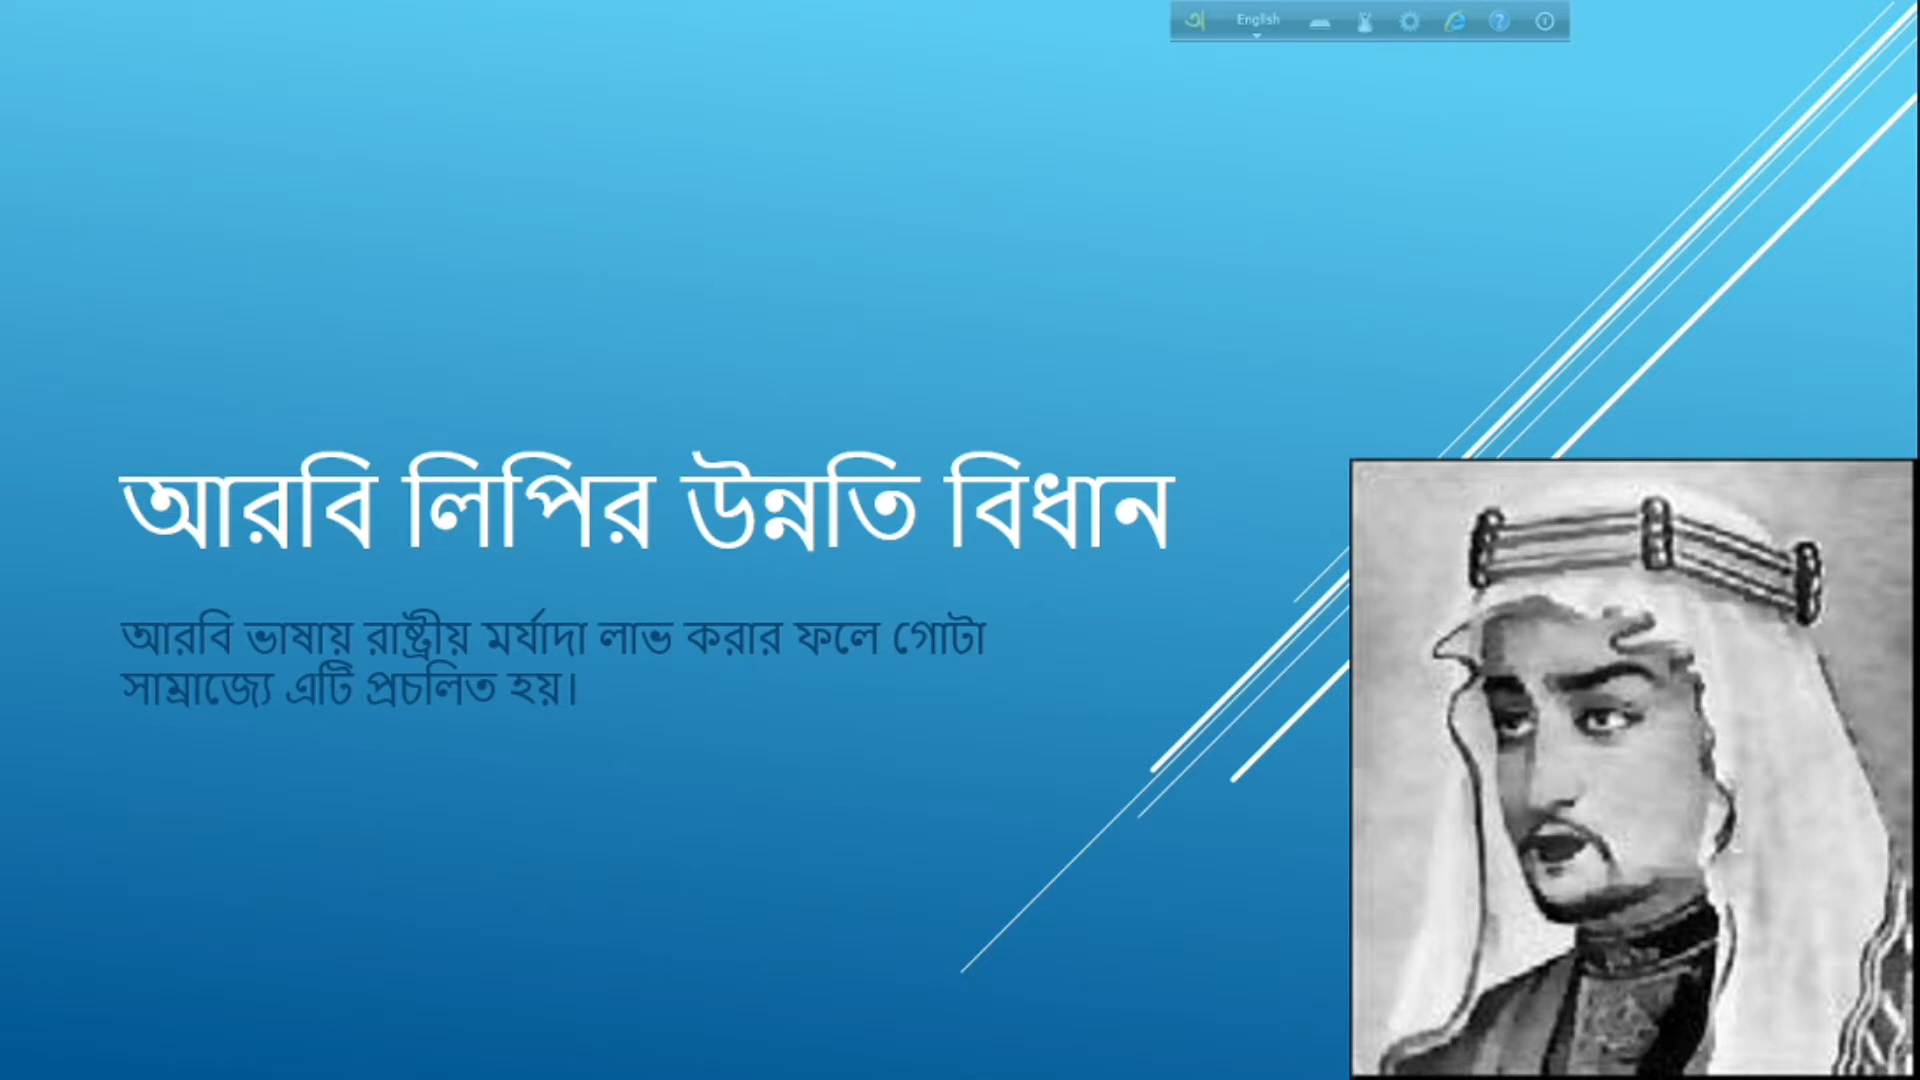 অ English
আরবি লিপির উন্নতি বিধান
আরবি ভাষায় রাষ্ট্রীয় মর্যাদা লাভ করার ফলে গোটা
সাম্রাজ্যে এটি প্রচলিত হয়।